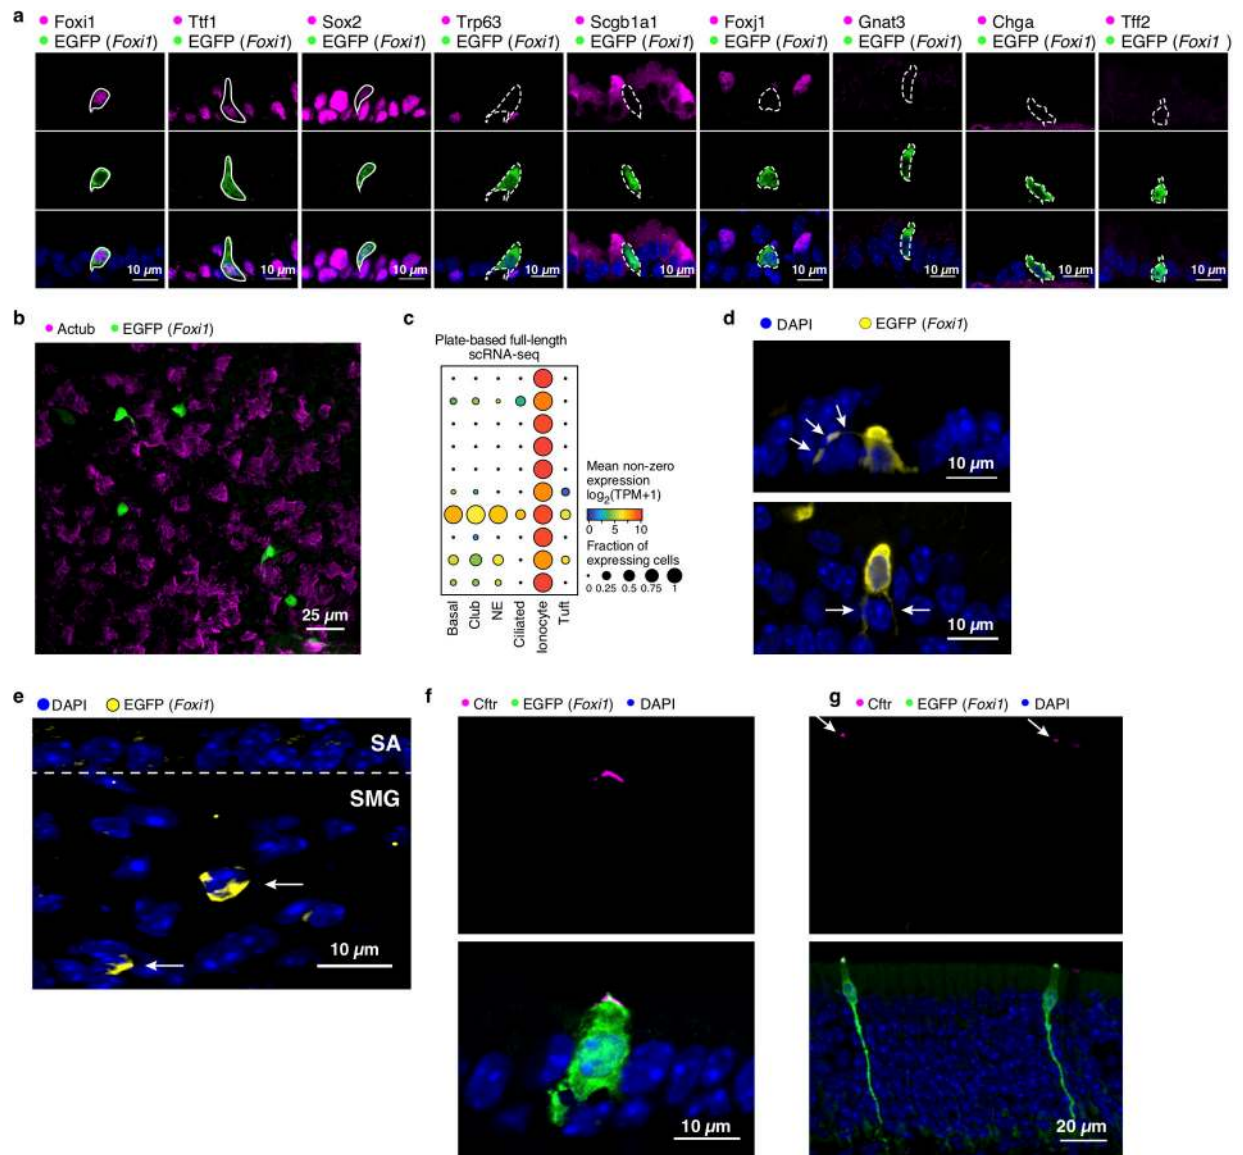 a
Foxi1 Ttf1 Sox2 Trp63 Scgb1a1 Foxj1 Gnat3 Chga Tff2
EGFP (Foxi1) EGFP (Foxi1) EGFP (Foxi1) EGFP (Foxi1) EGFP (Foxi1) EGFP (Foxi1) EGFP (Foxi1) EGFP (Foxi1) EGFP (Foxi1 )
10 µm 10 µm 10 µm 10 µm 10 µm 10 µm 10 µm 10 µm 10 µm
b
Actub EGFP (Foxi1)
25 µm
c
Plate-based full-length
scRNA-seq
Mean non-zero
expression
log2(TPM+1)
0 5 10
Fraction of
expressing cells
0 0.25 0.5 0.75 1
Basal
Club
NE
Ciliated
Ionocyte
Tuft
d
DAPI EGFP (Foxi1)
10 µm
10 µm
e
DAPI EGFP (Foxi1)
SA
SMG
10 µm
f
Cftr EGFP (Foxi1) DAPI
10 µm
g
Cftr EGFP (Foxi1) DAPI
20 µm